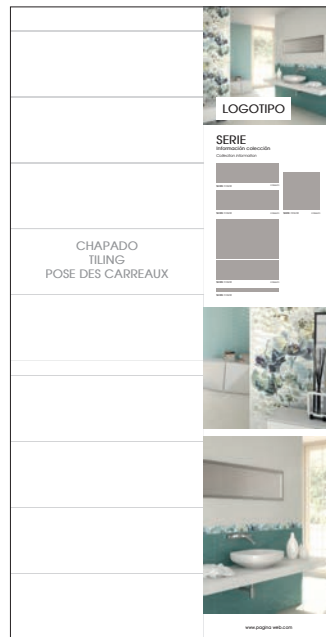 LOGOTIPO
SERIE
Información colección
Collection information
CHAPADO
TILING
POSE DES CARREAUX
www.pagina-web.com